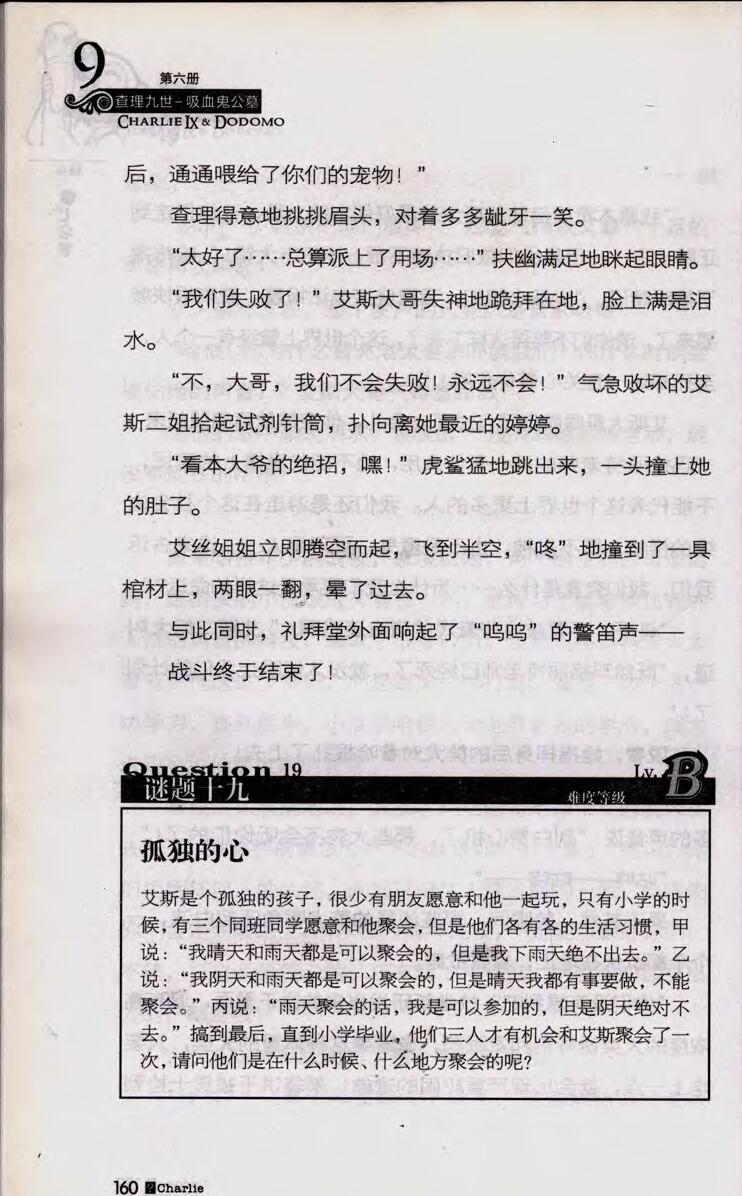 9
第六册
查理九世-吸血鬼公墓
CHARLIE IX & DODOMO
后，通通喂给了你们的宠物！”
查理得意地挑挑眉头，对着多多龇牙一笑。
“太好了……总算派上了用场……”扶幽满足地眯起眼睛。
“我们失败了！”艾斯大哥失神地跪拜在地，脸上满是泪
水。
“不，大哥，我们不会失败！永远不会！”气急败坏的艾
斯二姐拾起试剂针筒，扑向离她最近的婷婷。
“看本大爷的绝招，嘿！”虎鲨猛地跳出来，一头撞上她
的肚子。
艾丝姐姐立即腾空而起，飞到半空，“咚”地撞到了一具
棺材上，两眼一翻，晕了过去。
与此同时，礼拜堂外面响起了“呜呜”的警笛声——
战斗终于结束了！
Question 19
Lv. B
谜题十九
难度等级
孤独的心
艾斯是个孤独的孩子，很少有朋友愿意和他一起玩，只有小学的时
候，有三个同班同学愿意和他聚会，但是他们各有各的生活习惯，甲
说：“我晴天和雨天都是可以聚会的，但是我下雨天绝不出去。”乙
说：“我阴天和雨天都是可以聚会的，但是晴天我都有事要做，不能
聚会。”丙说：“雨天聚会的话，我是可以参加的，但是阴天绝对不
去。”搞到最后，直到小学毕业，他们三人才有机会和艾斯聚会了一
次，请问他们是在什么时候、什么地方聚会的呢？
160 Charlie